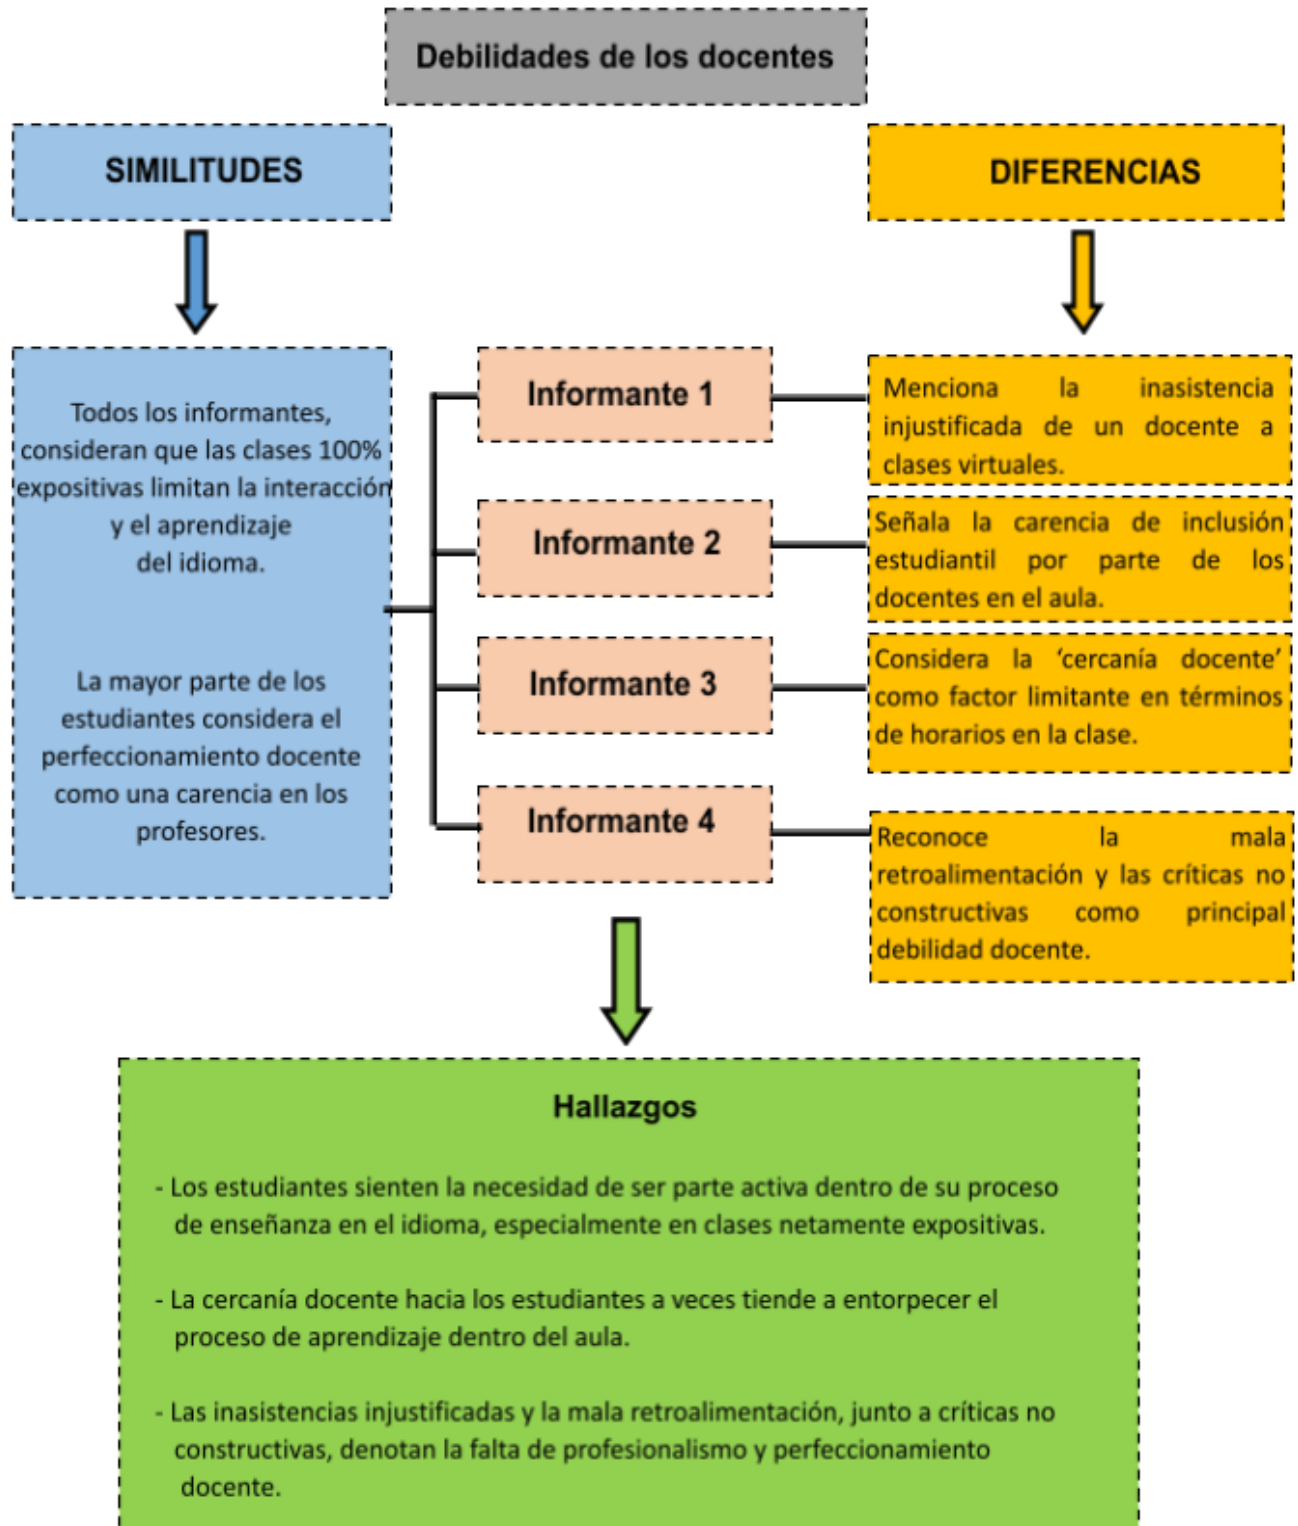 Debilidades de los docentes
SIMILITUDES
DIFERENCIAS
Todos los informantes,
consideran que las clases 100%
expositivas limitan la interacción
y el aprendizaje
del idioma.
La mayor parte de los
estudiantes considera el
perfeccionamiento docente
como una carencia en los
profesores.
Informante 1
Menciona la inasistencia
injustificada de un docente a
clases virtuales.
Informante 2
Señala la carencia de inclusión
estudiantil por parte de los
docentes en el aula.
Informante 3
Considera la ‘cercanía docente’
como factor limitante en términos
de horarios en la clase.
Informante 4
Reconoce la mala
retroalimentación y las críticas no
constructivas como principal
debilidad docente.
Hallazgos
- Los estudiantes sienten la necesidad de ser parte activa dentro de su proceso
de enseñanza en el idioma, especialmente en clases netamente expositivas.
- La cercanía docente hacia los estudiantes a veces tiende a entorpecer el
proceso de aprendizaje dentro del aula.
- Las inasistencias injustificadas y la mala retroalimentación, junto a críticas no
constructivas, denotan la falta de profesionalismo y perfeccionamiento
docente.